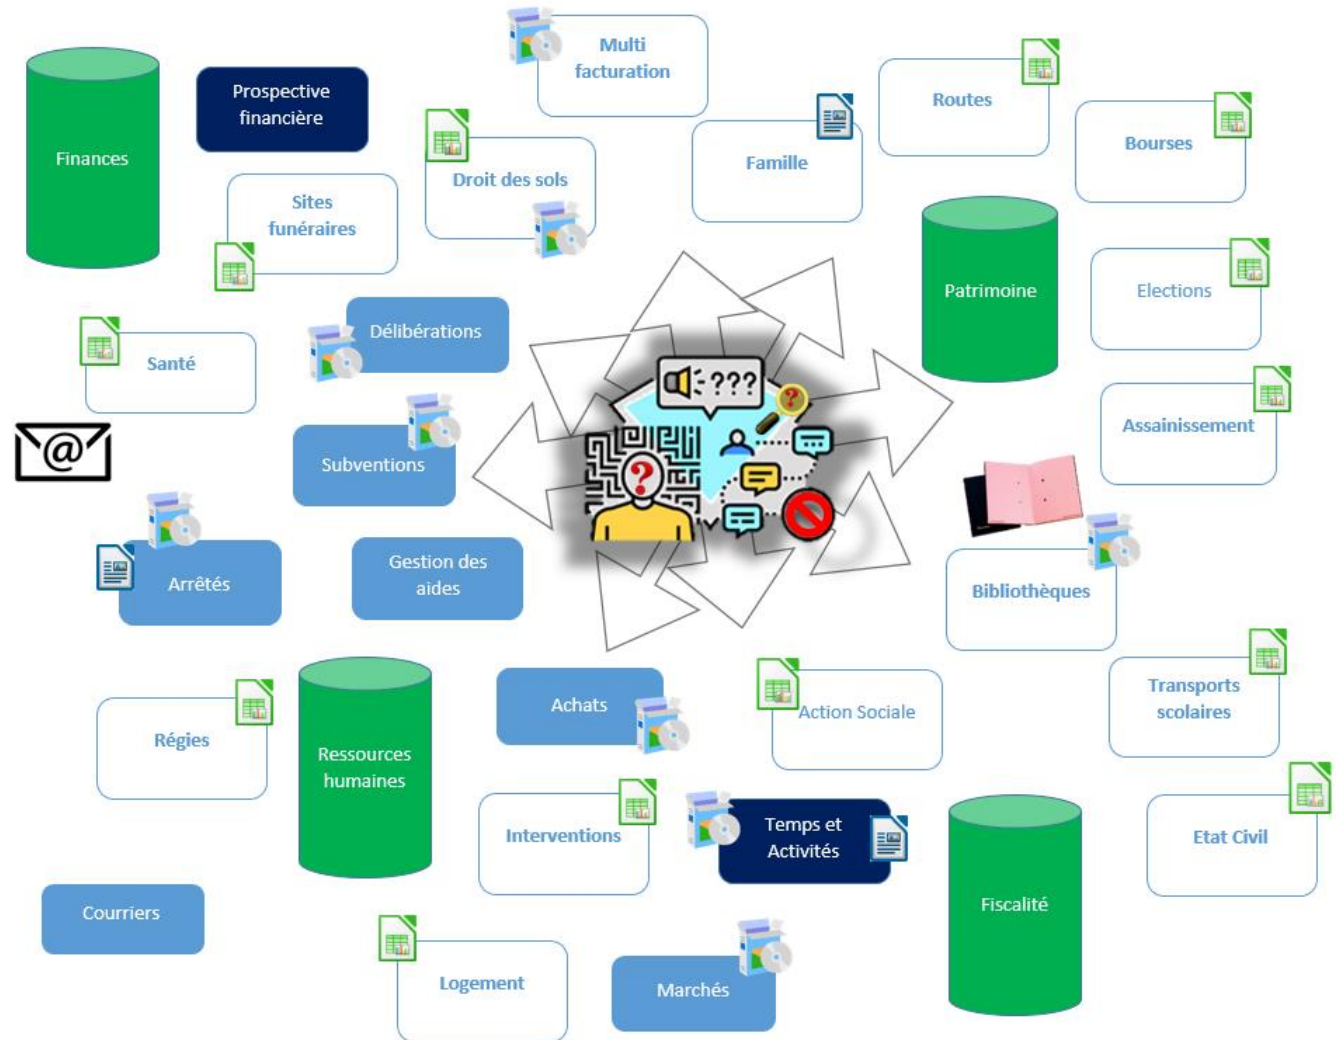 Multi
facturation
Prospective
financière
Routes
Finances
Bourses
Famille
Droit des sols
Sites
funéraires
Patrimoine
Elections
Délibérations
Santé
???
?
Assainissement
@
Subventions
?
Gestion des
aides
Arrêtés
Bibliothèques
Transports
scolaires
Achats
Action Sociale
Régies
Ressources
humaines
Temps et
Activités
Interventions
Etat Civil
Fiscalité
Courriers
Logement
Marchés